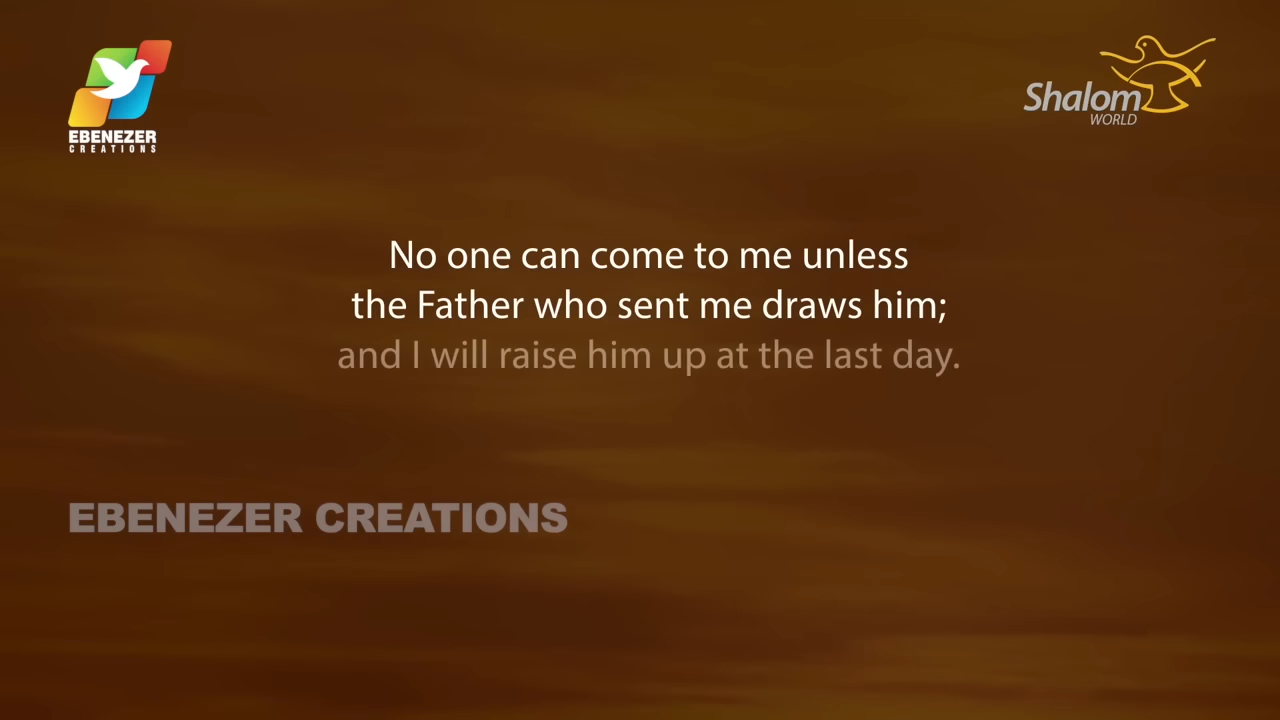 EBENEZER
CREATIONS
Shalom
WORLD
No one can come to me unless
the Father who sent me draws him;
and I will raise him up at the last day.
EBENEZER CREATIONS